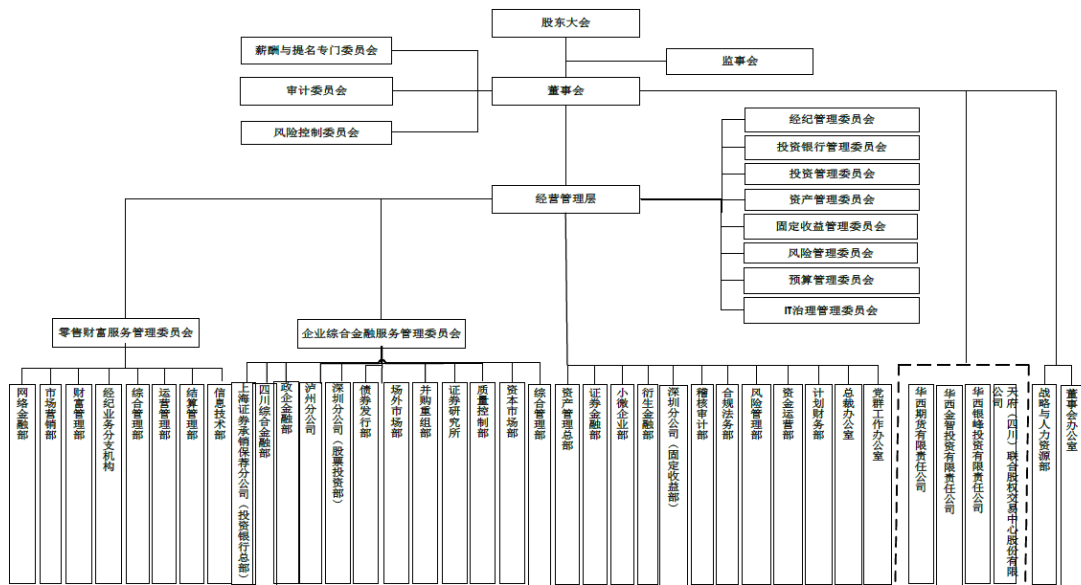 股东大会
薪酬与提名专门委员会
监事会
审计委员会
董事会
风险控制委员会
经纪管理委员会
投资银行管理委员会
投资管理委员会
经营管理层
资产管理委员会
固定收益管理委员会
风险管理委员会
预算管理委员会
IT治理管理委员会
零售财富服务管理委员会
企业综合金融服务管理委员会
网络金融部
市场营销部
财富管理部
经纪业务分支机构
综合管理部
运营管理部
结算管理部
信息技术部
上海证券承销保荐分公司（投资银行总部）
四川综合金融部
政企金融部
泸州分公司
深圳分公司（股票投资部）
债券发行部
场外市场部
并购重组部
证券研究所
质量控制部
资本市场部
综合管理部
资产管理总部
证券金融部
小微企业部
衍生金融部
深圳分公司（固定收益部）
稽核审计部
合规法务部
风险管理部
资金运营部
计划财务部
总裁办公室
党群工作办公室
华西期货有限责任公司
华西金智投资有限责任公司
华西银峰投资有限责任公司
天府（四川）联合股权交易中心股份有限
公司
战略与人力资源部
董事会办公室